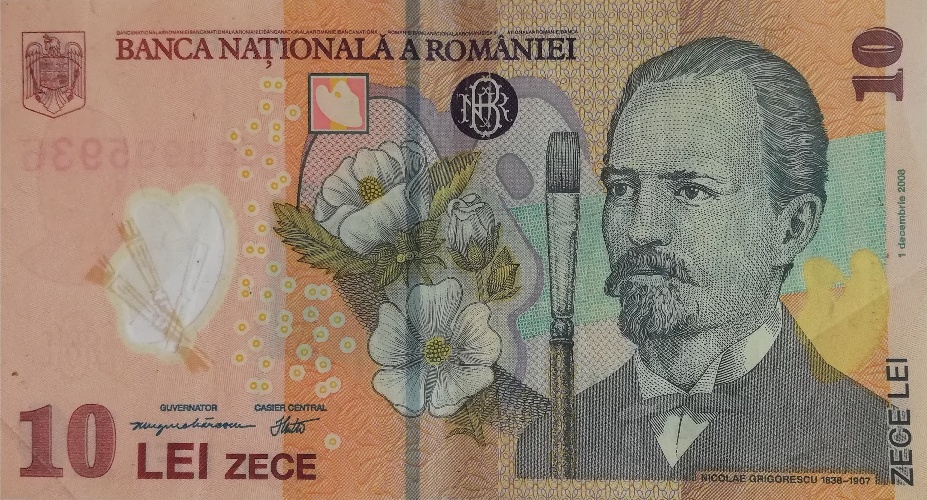 BANCA NAȚIONALĂ A ROMÂNIEI
10
1 decembrie 2008
GUVERNATOR
CASIER CENTRAL
10 LEI ZECE
ZECE LEI
NICOLAE GRIGORESCU 1838–1907